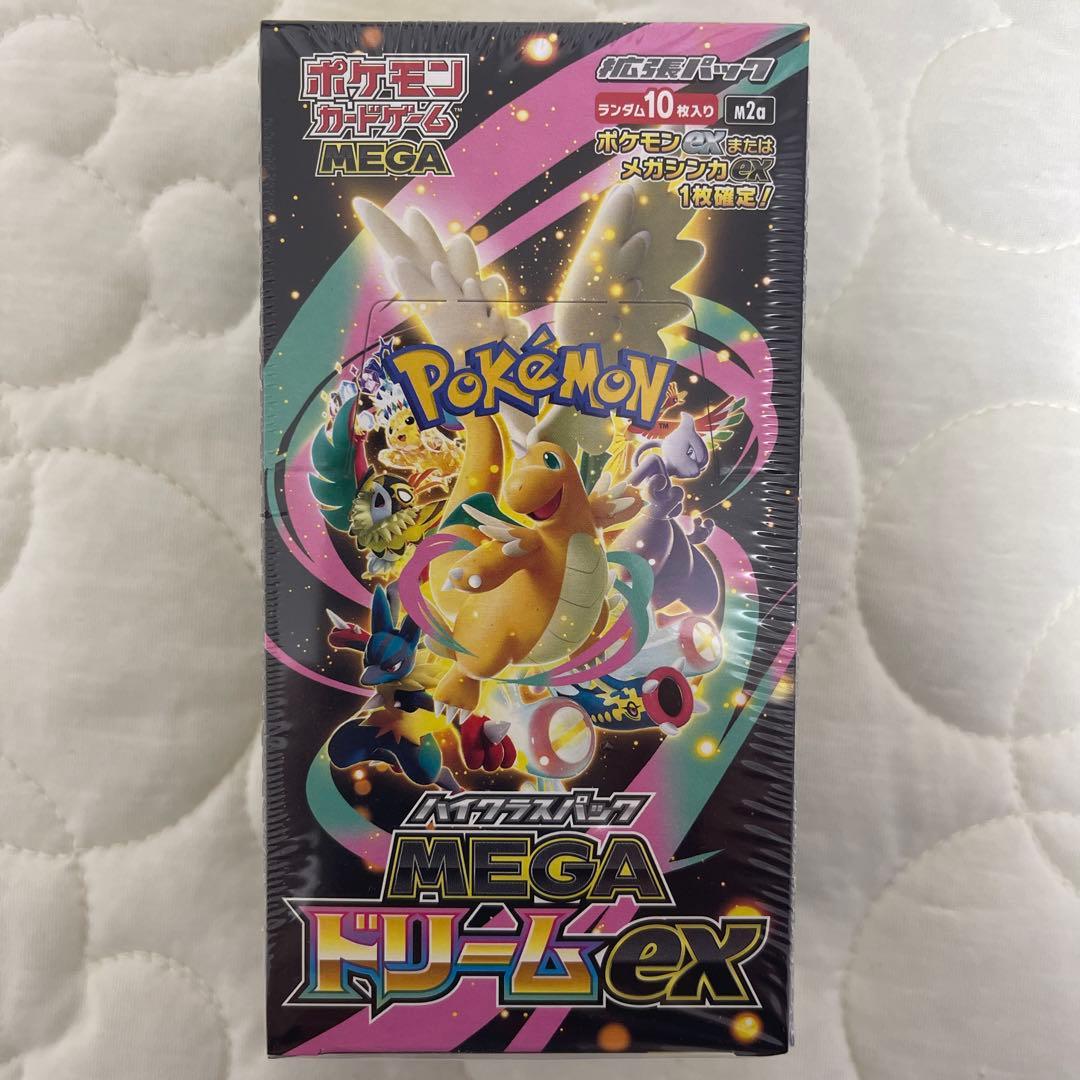 ポケモン
カードゲーム™
MEGA
拡張パック
ランダム10枚入り M2a
ポケモンexまたは
メガシンカex
1枚確定!
POKéMON™
ハイクラスパック
MEGA
ドリームex